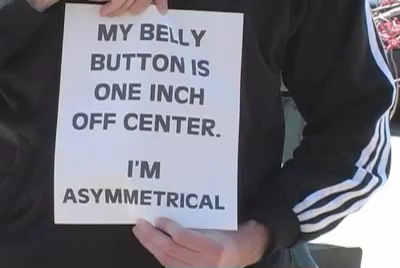 MY BELLY
BUTTON IS
ONE INCH
OFF CENTER.
I'M
ASYMMETRICAL